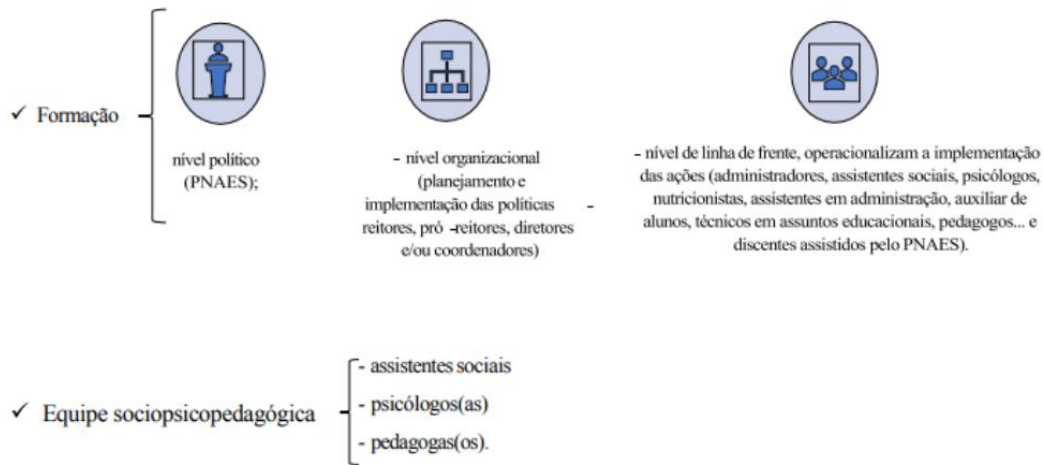 ✓ Formação
nível político
(PNAES);
- nível organizacional
(planejamento e
implementação das políticas -
reitores, pró -reitores, diretores
e/ou coordenadores)
- nível de linha de frente, operacionalizam a implementação
das ações (administradores, assistentes sociais, psicólogos,
nutricionistas, assistentes em administração, auxiliar de
alunos, técnicos em assuntos educacionais, pedagogos... e
discentes assistidos pelo PNAES).
✓ Equipe sociopsicopedagógica
- assistentes sociais
- psicólogos(as)
- pedagogas(os).